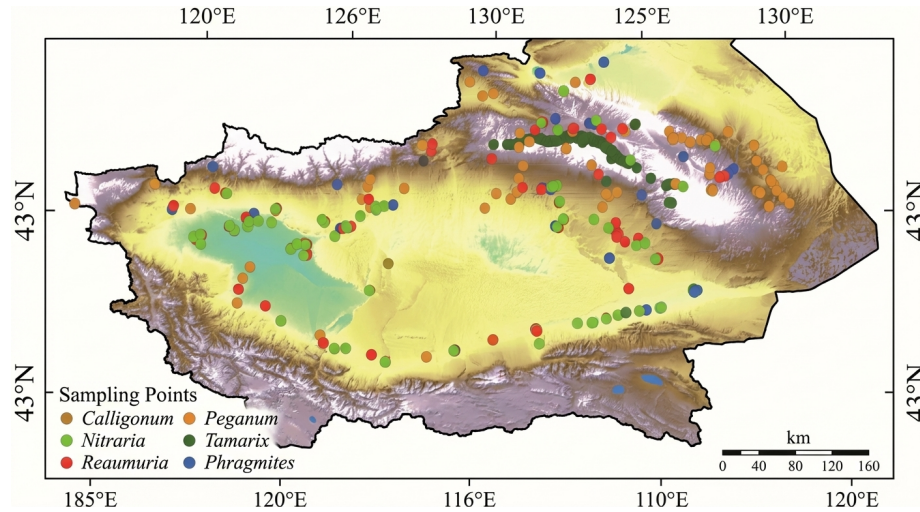 120°E 126°E 130°E 125°E 130°E
43°N 43°N
43°N 43°N
Sampling Points
Calligonum Peganum
Nitraria Tamarix
Reaumuria Phragmites
km
0 20 40 80 120 160
185°E 120°E 116°E 110°E 120°E